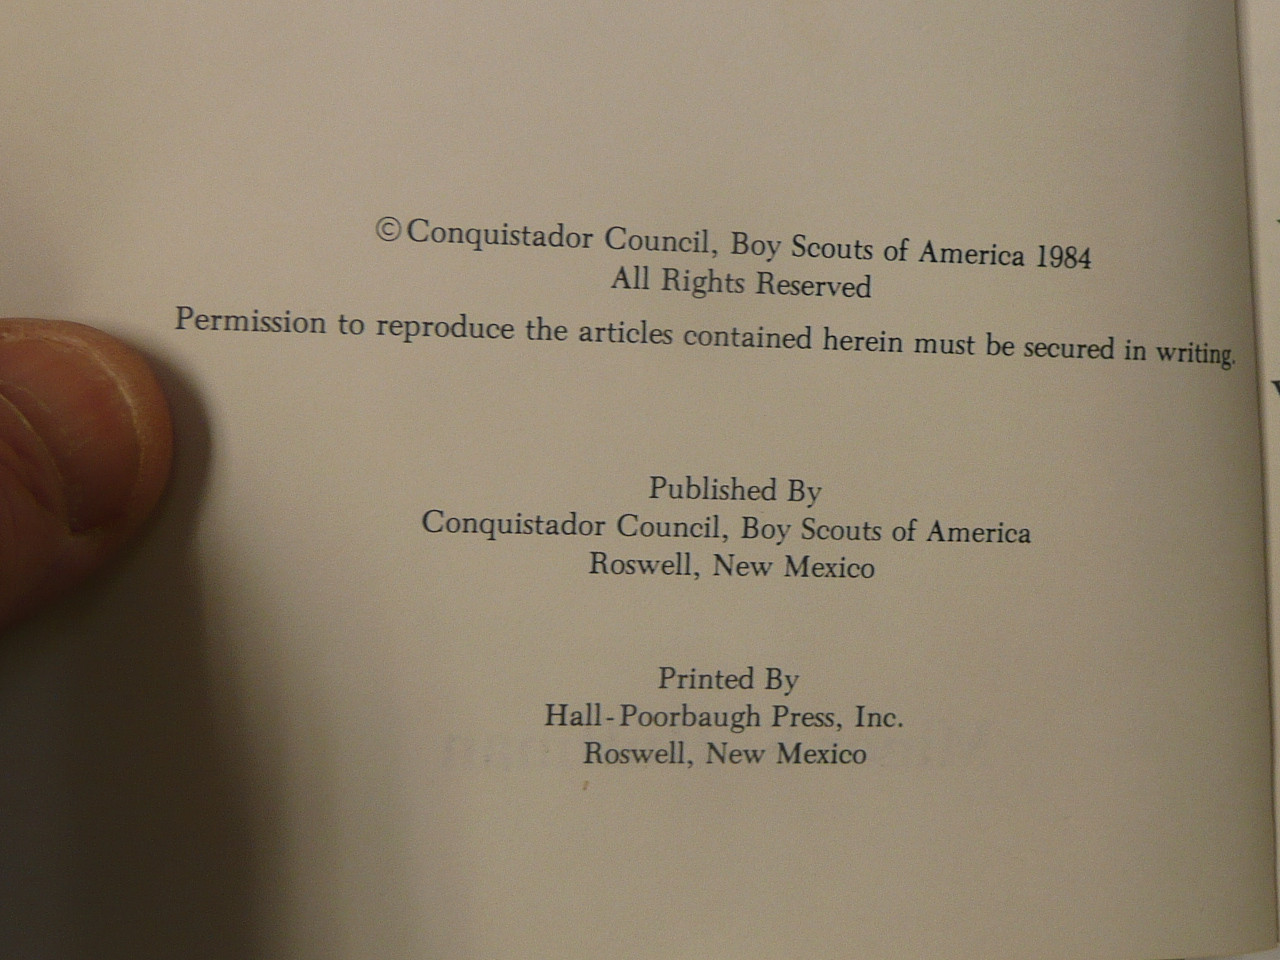 ©Conquistador Council, Boy Scouts of America 1984
All Rights Reserved
Permission to reproduce the articles contained herein must be secured in writing.
Published By
Conquistador Council, Boy Scouts of America
Roswell, New Mexico
Printed By
Hall-Poorbaugh Press, Inc.
Roswell, New Mexico